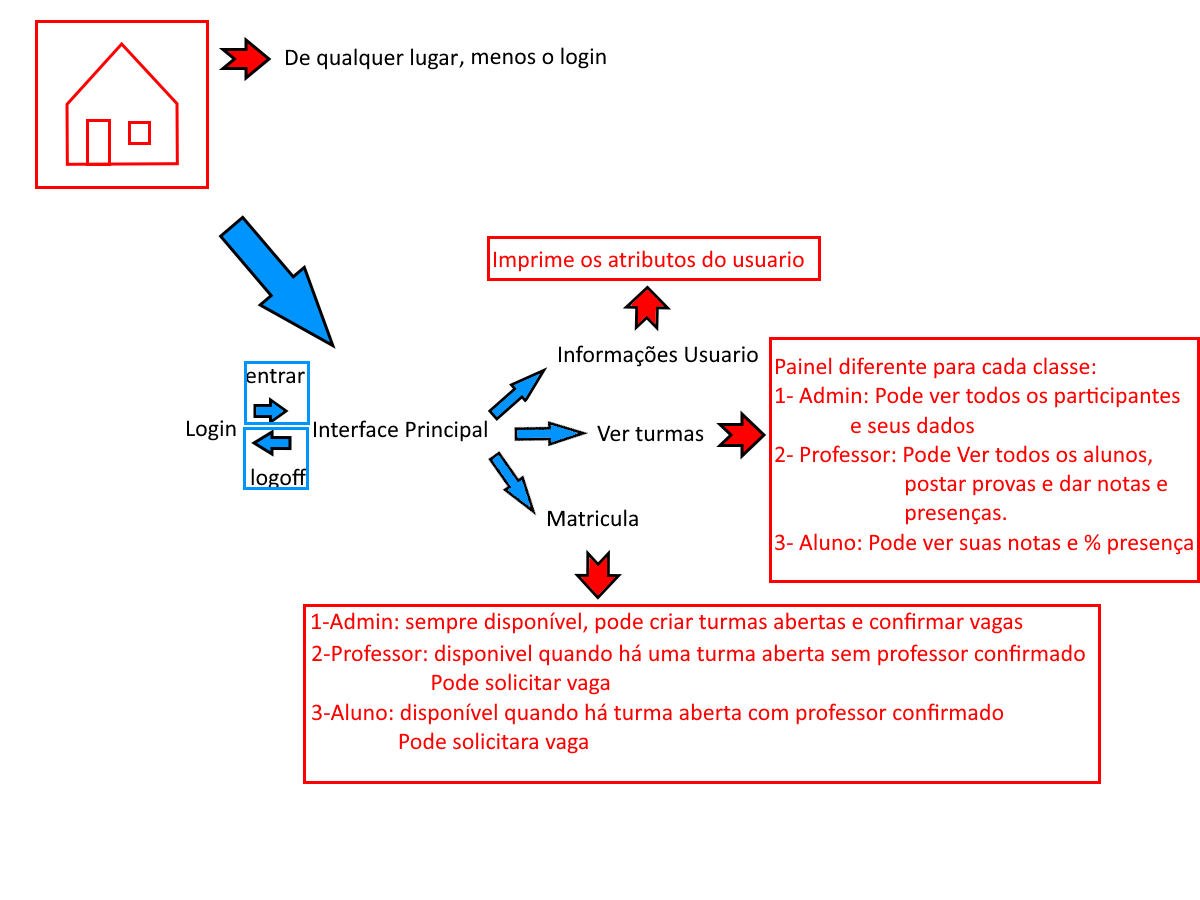 De qualquer lugar, menos o login
Imprime os atributos do usuario
Informações Usuario
entrar
Login
Interface Principal
logoff
Ver turmas
Matricula
Painel diferente para cada classe:
1- Admin: Pode ver todos os participantes
e seus dados
2- Professor: Pode Ver todos os alunos,
postar provas e dar notas e
presenças.
3- Aluno: Pode ver suas notas e % presença
1-Admin: sempre disponível, pode criar turmas abertas e confirmar vagas
2-Professor: disponivel quando há uma turma aberta sem professor confirmado
Pode solicitar vaga
3-Aluno: disponível quando há turma aberta com professor confirmado
Pode solicitara vaga